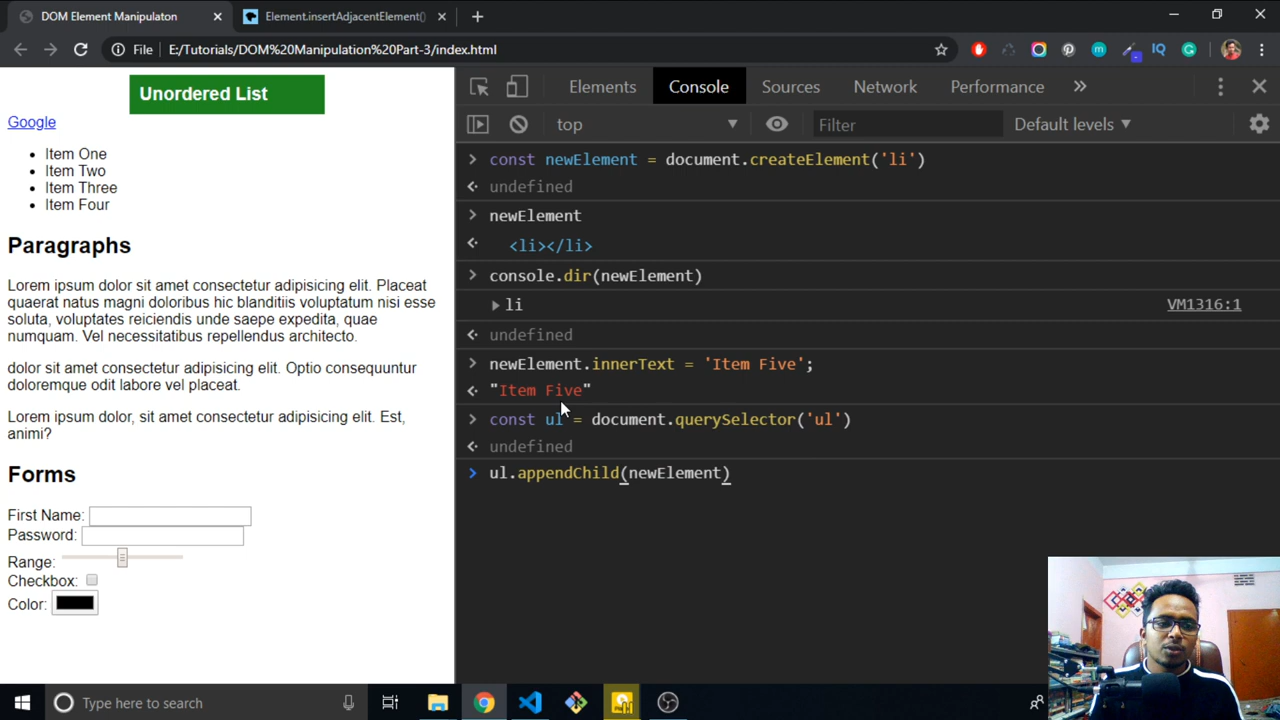 DOM Element Manipulaton
Element.insertAdjacentElement()
File
E:/Tutorials/DOM%20Manipulation%20Part-3/index.html
Unordered List
Google
Item One
Item Two
Item Three
Item Four
Paragraphs
Lorem ipsum dolor sit amet consectetur adipisicing elit. Placeat
quaerat natus magni doloribus hic blanditiis voluptatum nisi esse
soluta, voluptates reiciendis unde saepe expedita, quae
numquam. Vel necessitatibus repellendus architecto.
dolor sit amet consectetur adipisicing elit. Optio consequuntur
doloremque odit labore vel placeat.
Lorem ipsum dolor, sit amet consectetur adipisicing elit. Est,
animi?
Forms
First Name:
Password:
Range:
Checkbox:
Color:
Elements
Console
Sources
Network
Performance
top
Filter
Default levels
const newElement = document.createElement('li')
undefined
newElement
<li></li>
console.dir(newElement)
li
VM1316:1
undefined
newElement.innerText = 'Item Five';
"Item Five"
const ul = document.querySelector('ul')
undefined
ul.appendChild(newElement)
Type here to search